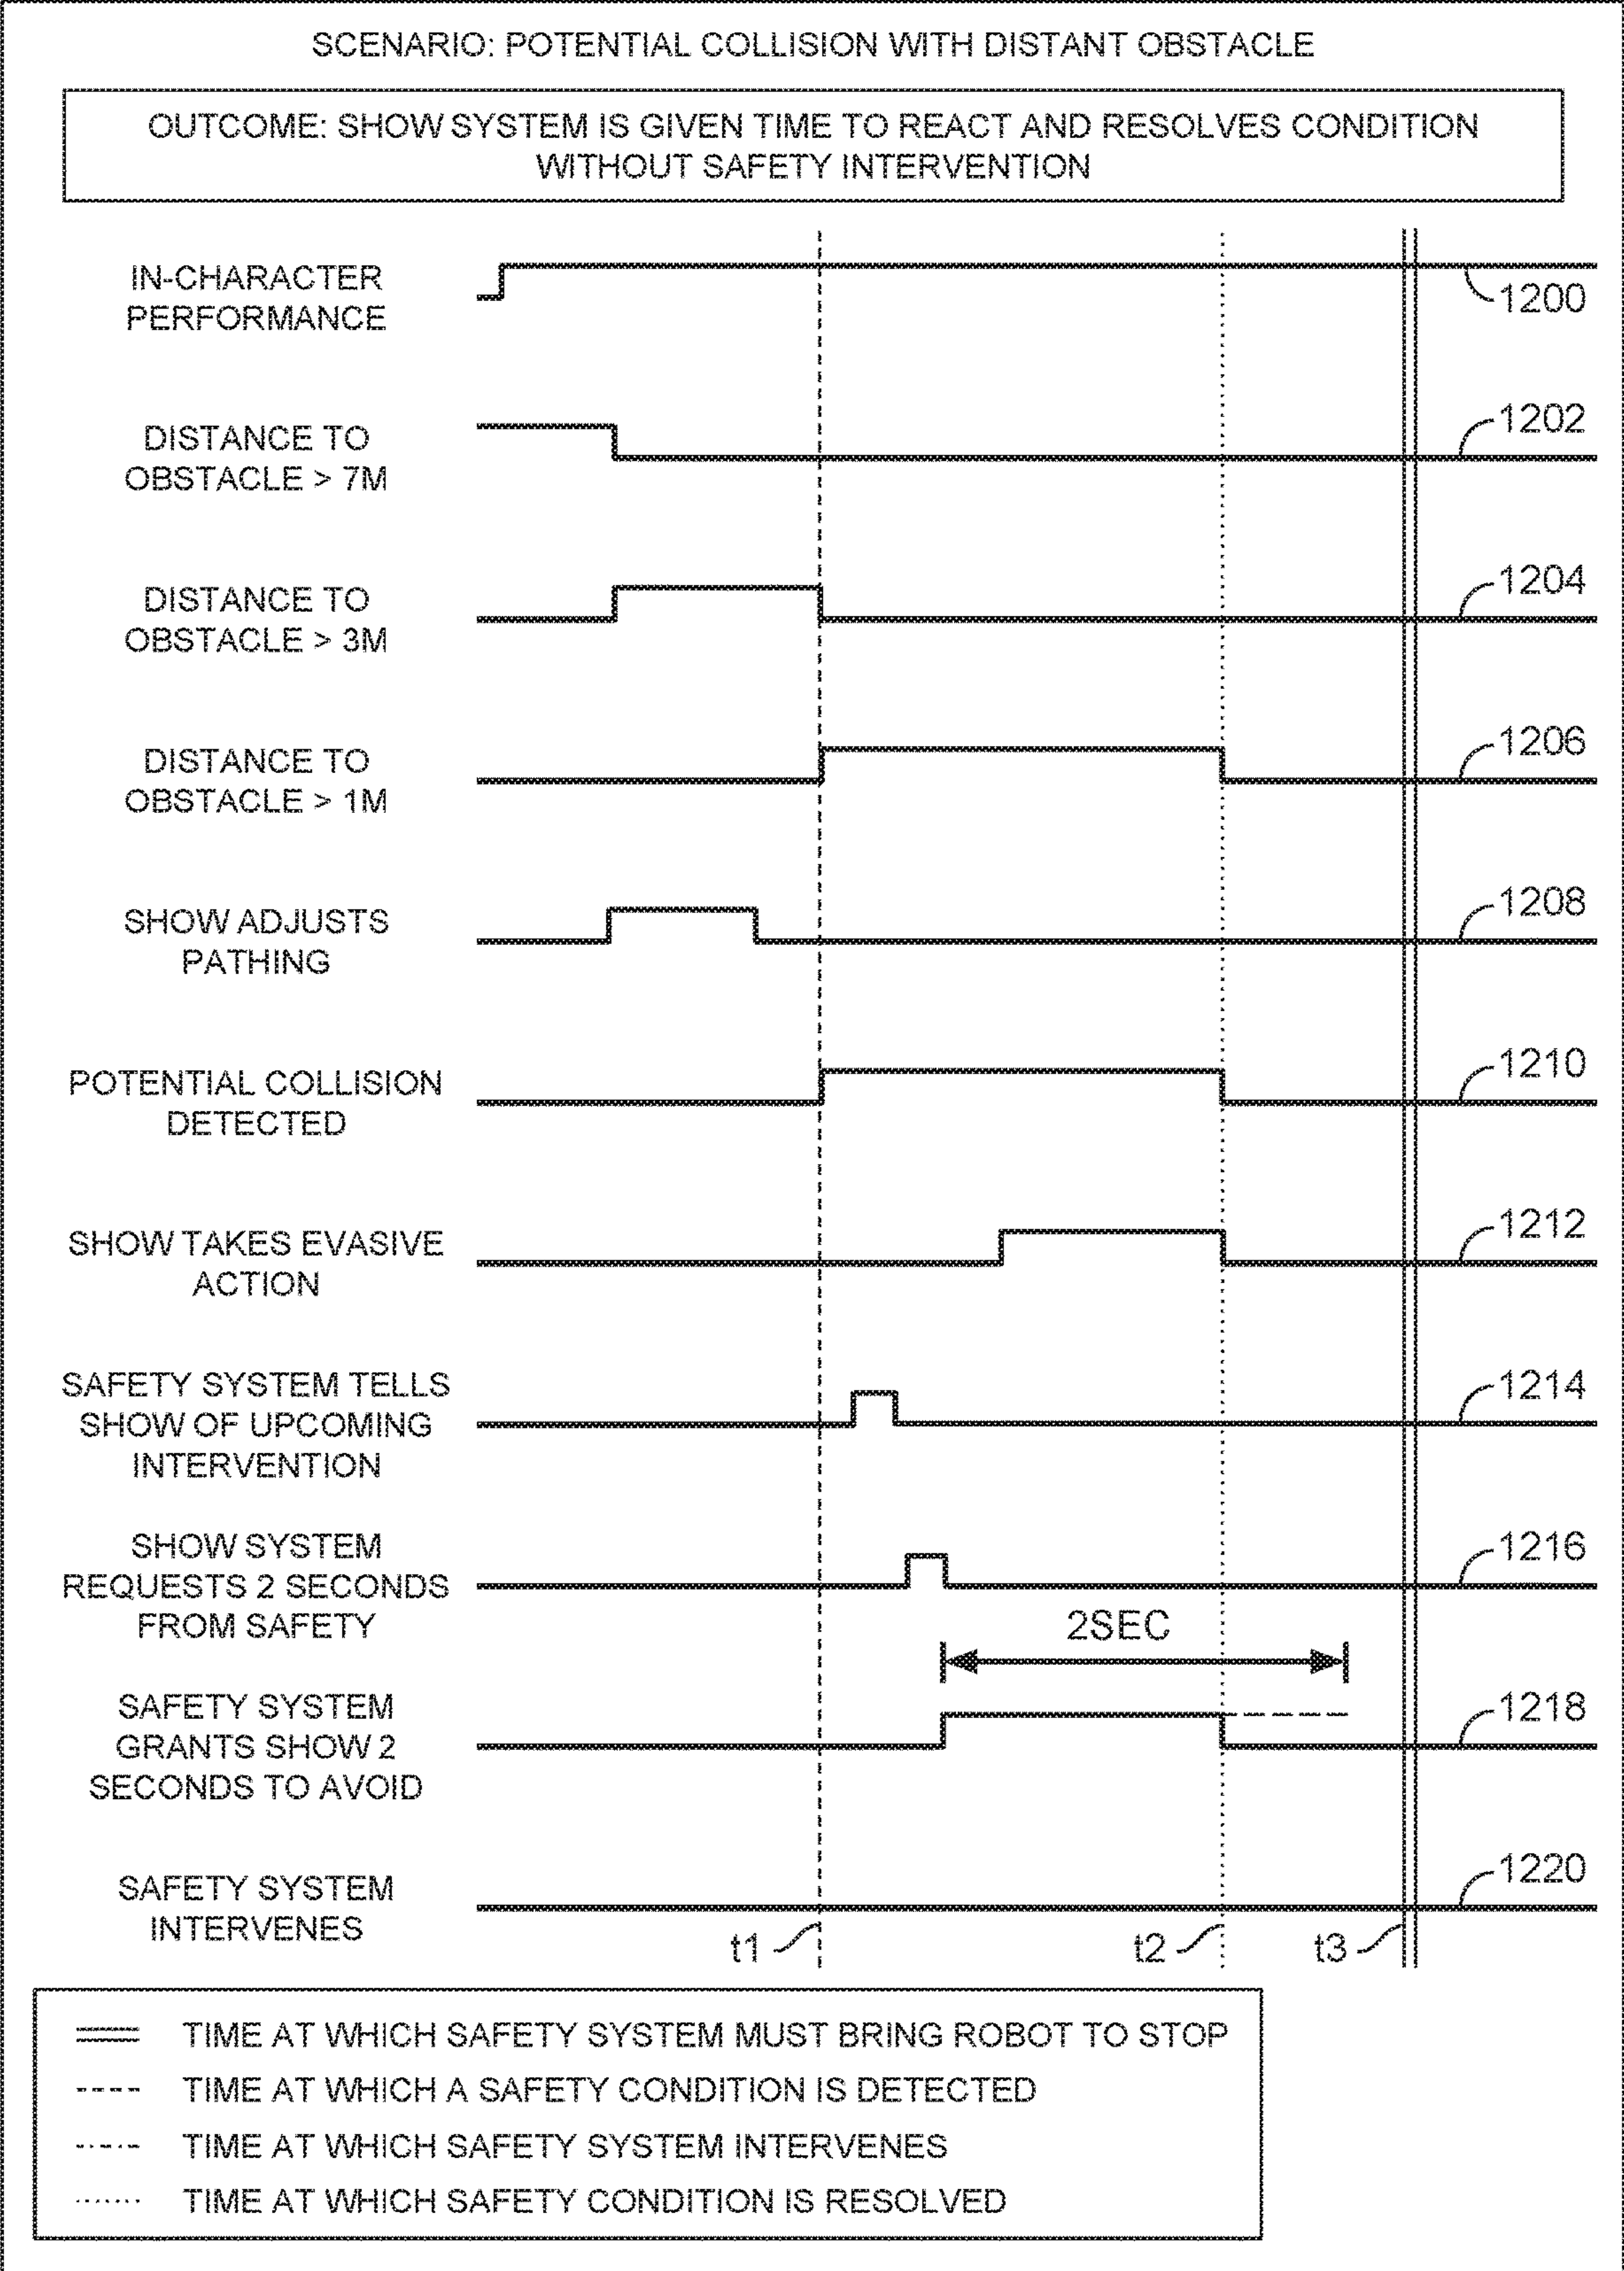 SCENARIO: POTENTIAL COLLISION WITH DISTANT OBSTACLE
OUTCOME: SHOW SYSTEM IS GIVEN TIME TO REACT AND RESOLVES CONDITION
WITHOUT SAFETY INTERVENTION
IN-CHARACTER
PERFORMANCE
1200
DISTANCE TO
OBSTACLE > 7M
1202
DISTANCE TO
OBSTACLE > 3M
1204
DISTANCE TO
OBSTACLE > 1M
1206
SHOW ADJUSTS
PATHING
1208
POTENTIAL COLLISION
DETECTED
1210
SHOW TAKES EVASIVE
ACTION
1212
SAFETY SYSTEM TELLS
SHOW OF UPCOMING
INTERVENTION
1214
SHOW SYSTEM
REQUESTS 2 SECONDS
FROM SAFETY
1216
2SEC
SAFETY SYSTEM
GRANTS SHOW 2
SECONDS TO AVOID
1218
SAFETY SYSTEM
INTERVENES
1220
t1
t2
t3
TIME AT WHICH SAFETY SYSTEM MUST BRING ROBOT TO STOP
TIME AT WHICH A SAFETY CONDITION IS DETECTED
TIME AT WHICH SAFETY SYSTEM INTERVENES
TIME AT WHICH SAFETY CONDITION IS RESOLVED